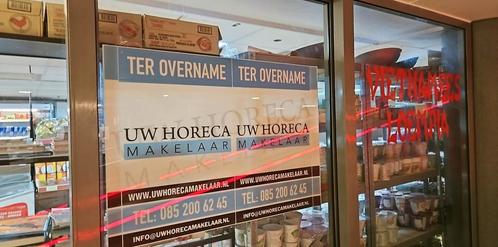 TER OVERNAME TER OVERNAME
UW HORECA UW HORECA
MAKELAAR MAKELAAR
WWW.UWHORECAMAKELAAR.NL WWW.UWHORECAMAKELAAR.NL
TEL: 085 200 62 45 TEL: 085 200 62 45
INFO@UWHORECAMAKELAAR.NL INFO@UWHORECAMAKELAAR.NL
VIETNAMEES